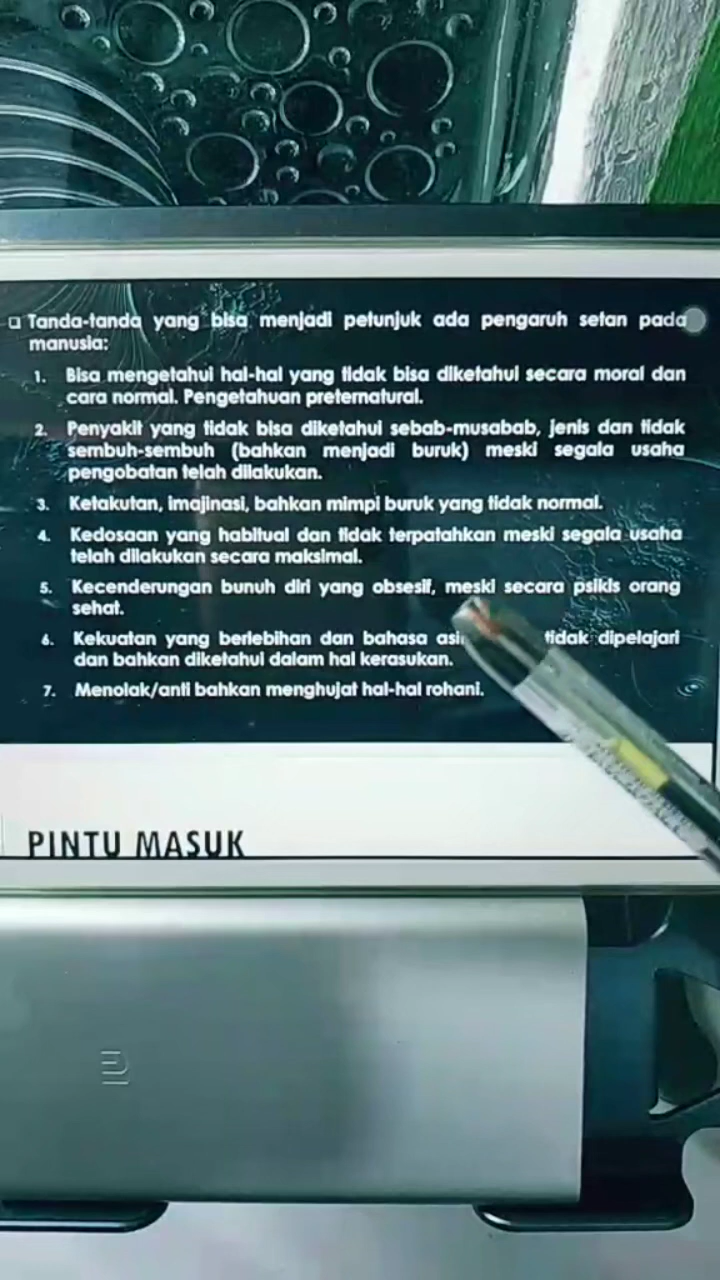 Tanda-tanda yang bisa menjadi petunjuk ada pengaruh setan pada
manusia:
1. Bisa mengetahui hal-hal yang tidak bisa diketahui secara moral dan
cara normal. Pengetahuan preternatural.
2. Penyakit yang tidak bisa diketahui sebab-musabab, jenis dan tidak
sembuh-sembuh (bahkan menjadi buruk) meski segala usaha
pengobatan telah dilakukan.
3. Ketakutan, imajinasi, bahkan mimpi buruk yang tidak normal.
4. Kedosaan yang habitual dan tidak terpatahkan meski segala usaha
telah dilakukan secara maksimal.
5. Kecenderungan bunuh diri yang obsesif, meski secara psikis orang
sehat.
6. Kekuatan yang berlebihan dan bahasa tidak dipelajari
dan bahkan diketahui dalam hal kerasukan.
7. Menolak/anti bahkan menghujat hal-hal rohani.
PINTU MASUK